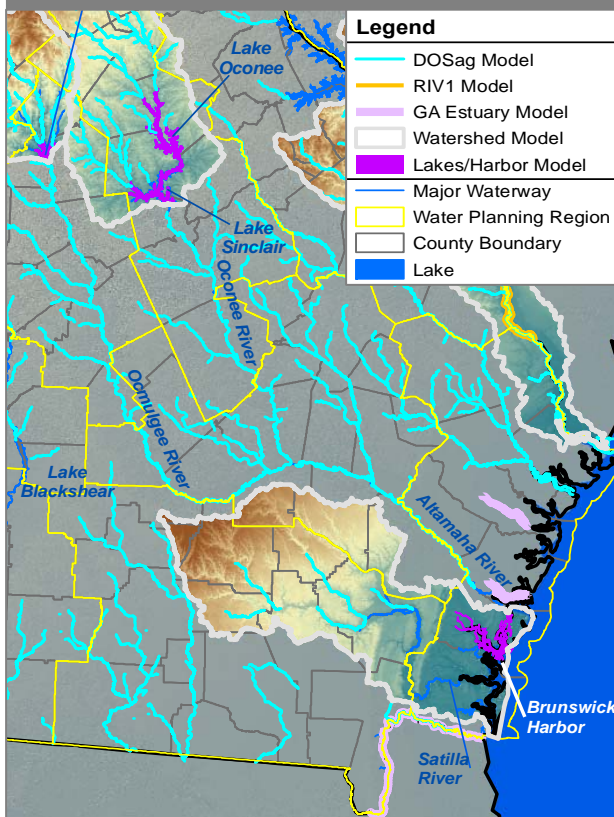 Legend
DOSag Model
RIV1 Model
GA Estuary Model
Watershed Model
Lakes/Harbor Model
Major Waterway
Water Planning Region
County Boundary
Lake
Lake
Oconee
Lake
Sinclair
Oconee River
Ocmulgee River
Lake
Blackshear
Altamaha River
Brunswick
Harbor
Satilla
River